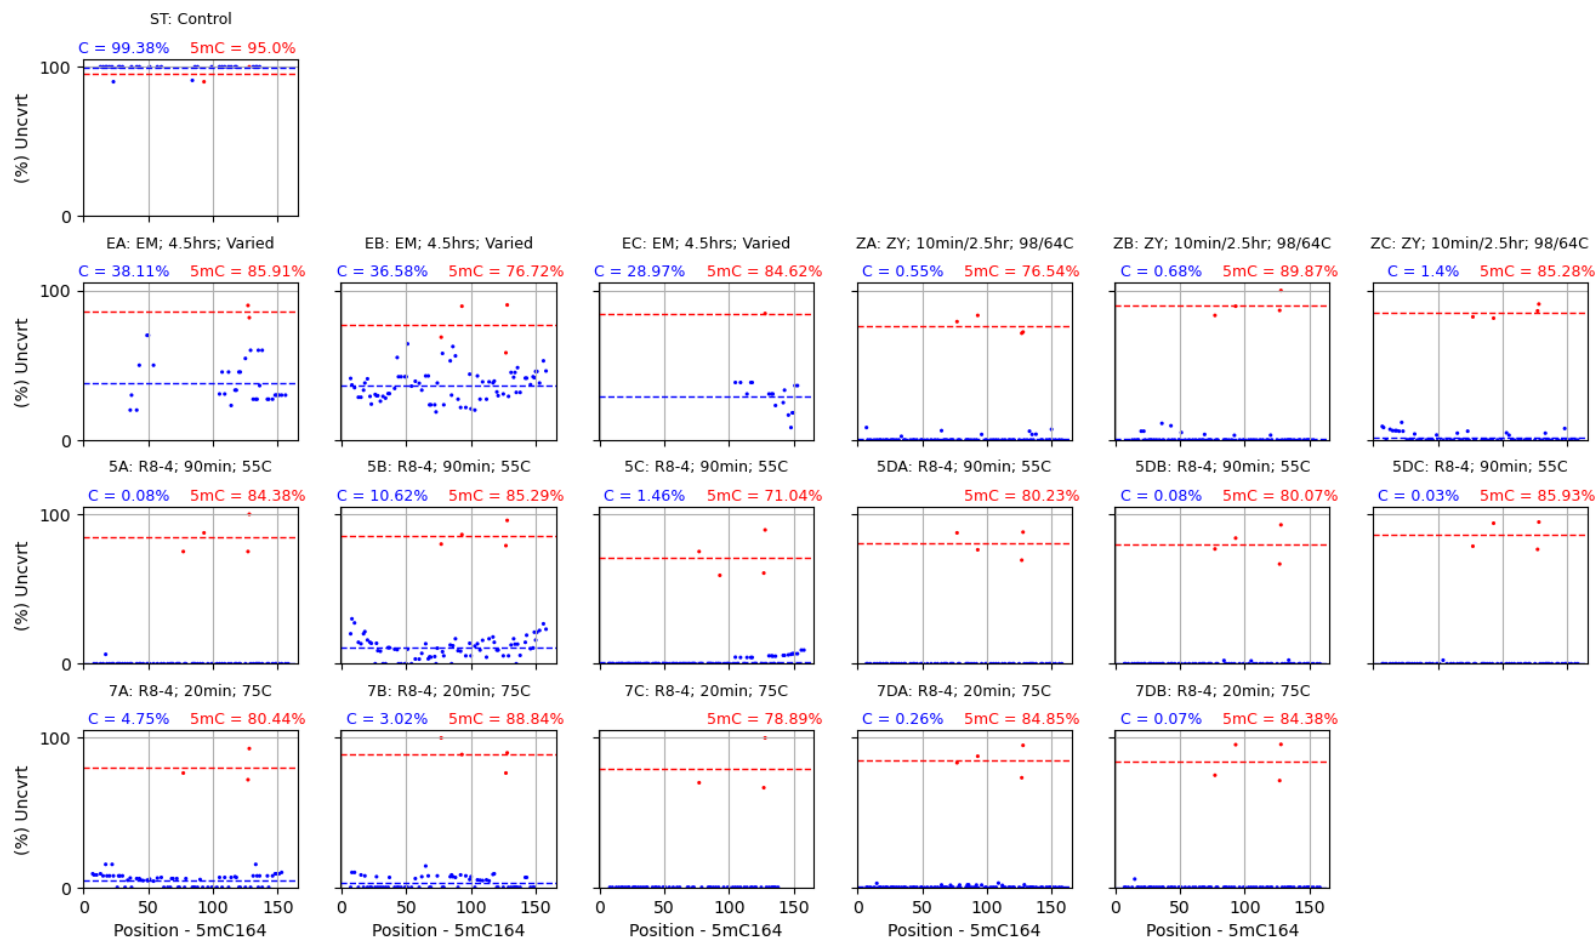 ST: Control
C = 99.38% 5mC = 95.0%
100
0
(%) Uncvrt
EA: EM; 4.5hrs; Varied
C = 38.11% 5mC = 85.91%
EB: EM; 4.5hrs; Varied
C = 36.58% 5mC = 76.72%
EC: EM; 4.5hrs; Varied
C = 28.97% 5mC = 84.62%
ZA: ZY; 10min/2.5hr; 98/64C
C = 0.55% 5mC = 76.54%
ZB: ZY; 10min/2.5hr; 98/64C
C = 0.68% 5mC = 89.87%
ZC: ZY; 10min/2.5hr; 98/64C
C = 1.4% 5mC = 85.28%
100
0
(%) Uncvrt
5A: R8-4; 90min; 55C
C = 0.08% 5mC = 84.38%
5B: R8-4; 90min; 55C
C = 10.62% 5mC = 85.29%
5C: R8-4; 90min; 55C
C = 1.46% 5mC = 71.04%
5DA: R8-4; 90min; 55C
5mC = 80.23%
5DB: R8-4; 90min; 55C
C = 0.08% 5mC = 80.07%
5DC: R8-4; 90min; 55C
C = 0.03% 5mC = 85.93%
100
0
(%) Uncvrt
7A: R8-4; 20min; 75C
C = 4.75% 5mC = 80.44%
7B: R8-4; 20min; 75C
C = 3.02% 5mC = 88.84%
7C: R8-4; 20min; 75C
5mC = 78.89%
7DA: R8-4; 20min; 75C
C = 0.26% 5mC = 84.85%
7DB: R8-4; 20min; 75C
C = 0.07% 5mC = 84.38%
100
0
(%) Uncvrt
0 50 100 150
Position - 5mC164
0 50 100 150
Position - 5mC164
0 50 100 150
Position - 5mC164
0 50 100 150
Position - 5mC164
0 50 100 150
Position - 5mC164